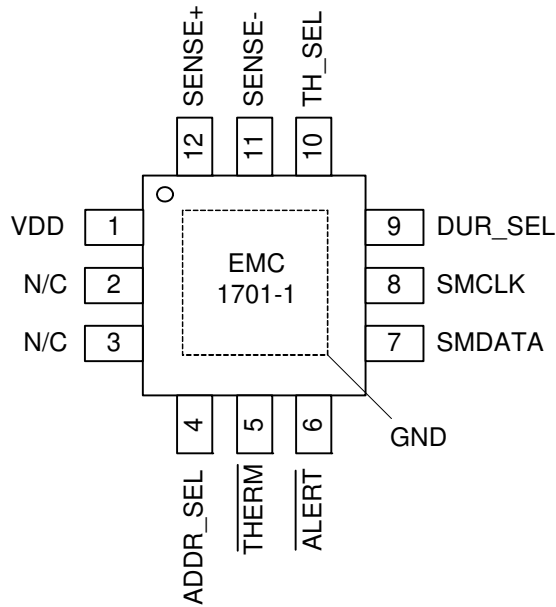 SENSE+
SENSE-
TH_SEL
12
11
10
VDD
1
9
DUR_SEL
N/C
2
EMC
1701-1
8
SMCLK
N/C
3
7
SMDATA
4
5
6
GND
ADDR_SEL
THERM
ALERT